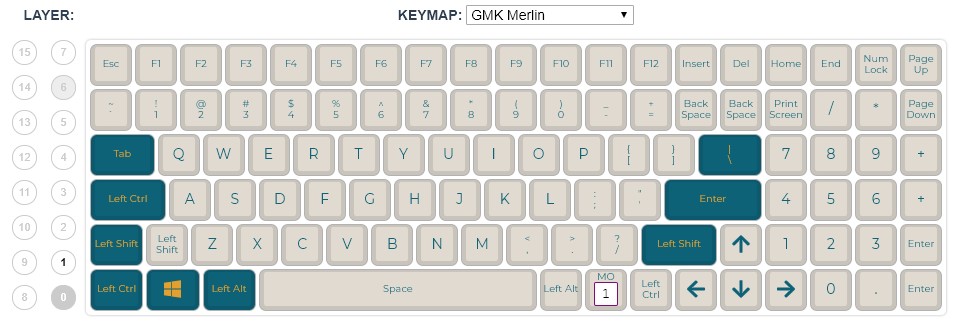 LAYER: KEYMAP: GMK Merlin
15 7 Esc F1 F2 F3 F4 F5 F6 F7 F8 F9 F10 F11 F12 Insert Del Home End Num Lock Page Up
14 6
~ ` ! 1 @ 2 # 3 $ 4 % 5 ^ 6 & 7 * 8 ( 9 ) 0 _ - + = Back Space Back Space Print Screen / * Page Down
13 5
12 4 Tab Q W E R T Y U I O P { [ } ] | \ 7 8 9 +
11 3 Left Ctrl A S D F G H J K L : ; " ' Enter 4 5 6 +
10 2 Left Shift Left Shift Z X C V B N M < , > . ? / Left Shift 1 2 3 Enter
9 1
8 0 Left Ctrl Left Alt Space Left Alt MO 1 Left Ctrl 0 . Enter